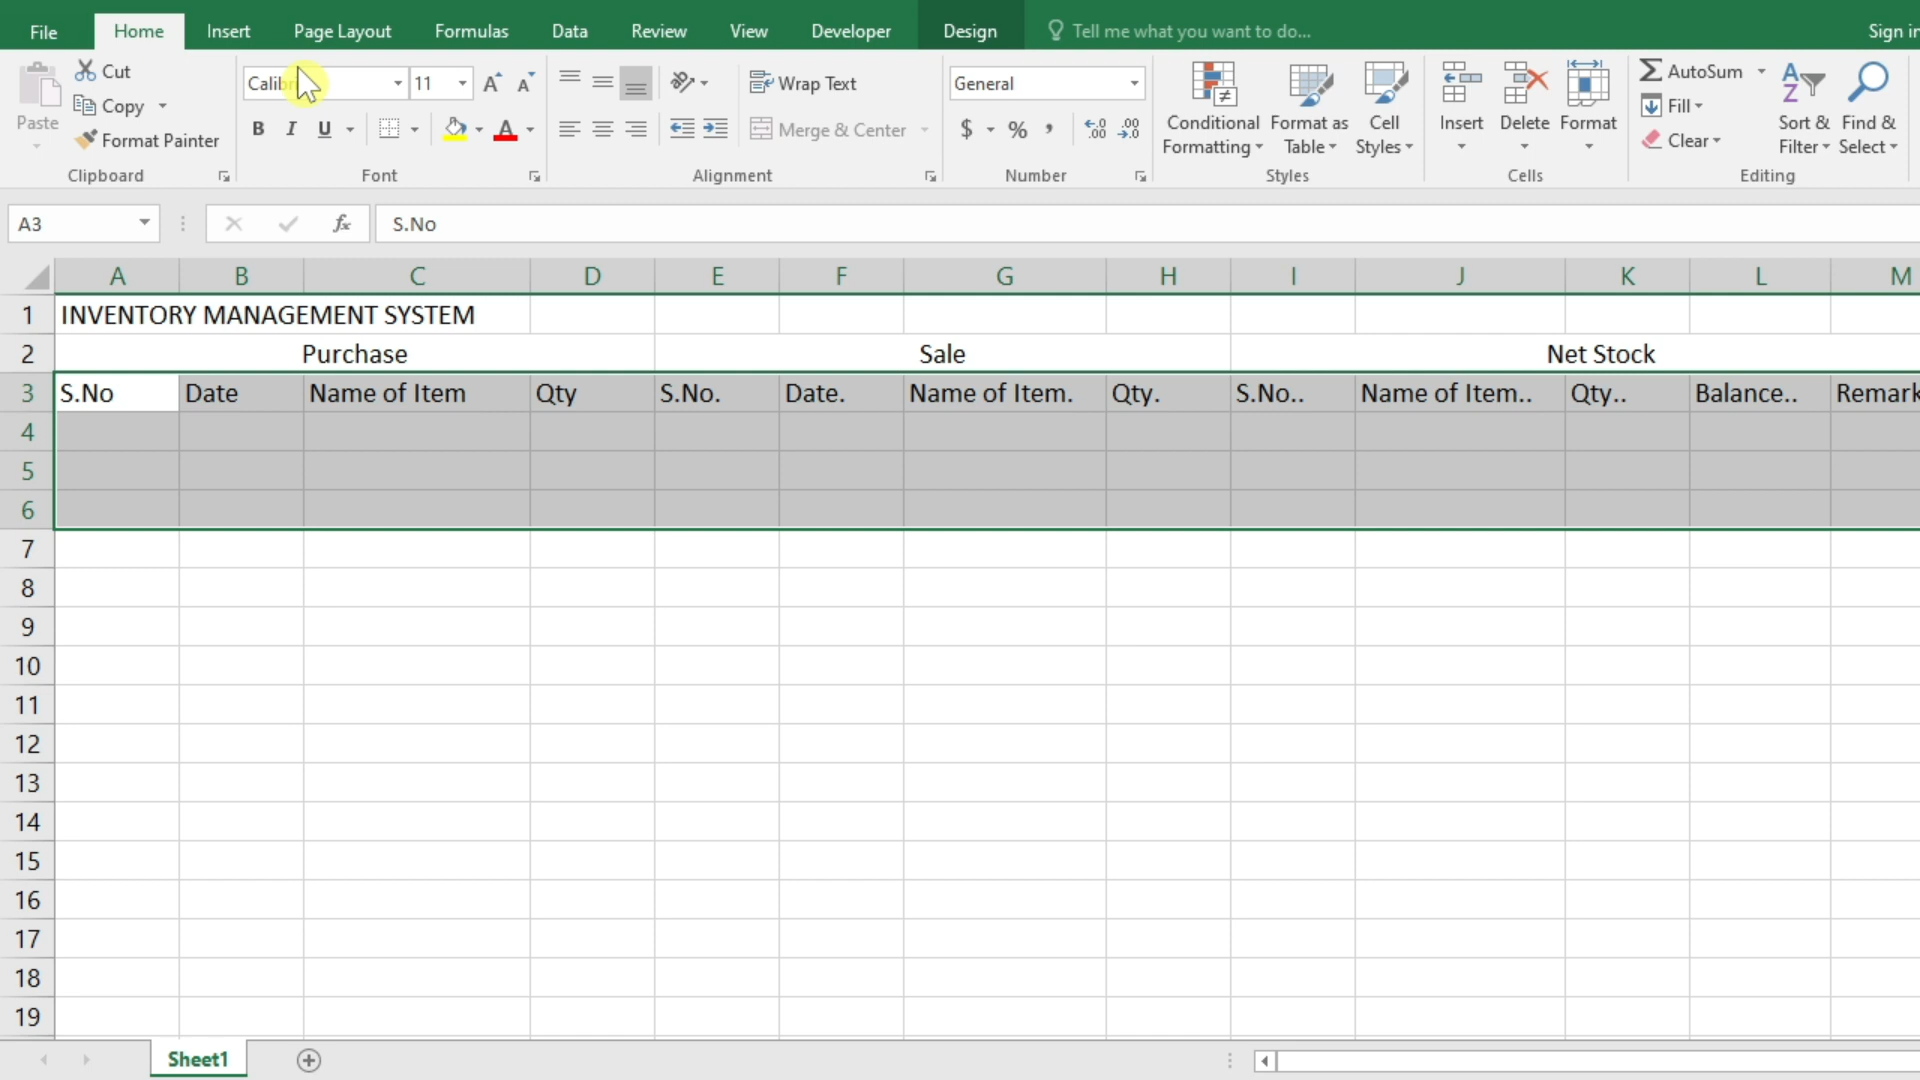 File Home Insert Page Layout Formulas Data Review View Developer Design Tell me what you want to do... Sign in
Cut
Copy
Format Painter
Paste
Clipboard
Calibri 11
B I U A
Font
Wrap Text
Merge & Center
Alignment
General
$ % ,
Number
Conditional Formatting
Format as Table
Cell Styles
Styles
Insert
Delete
Format
Cells
AutoSum
Fill
Clear
Sort & Filter
Find & Select
Editing
A3 fx S.No
A B C D E F G H I J K L M
1 INVENTORY MANAGEMENT SYSTEM
2 Purchase Sale Net Stock
3 S.No Date Name of Item Qty S.No. Date. Name of Item. Qty. S.No.. Name of Item.. Qty.. Balance.. Remark
4
5
6
7
8
9
10
11
12
13
14
15
16
17
18
19
Sheet1